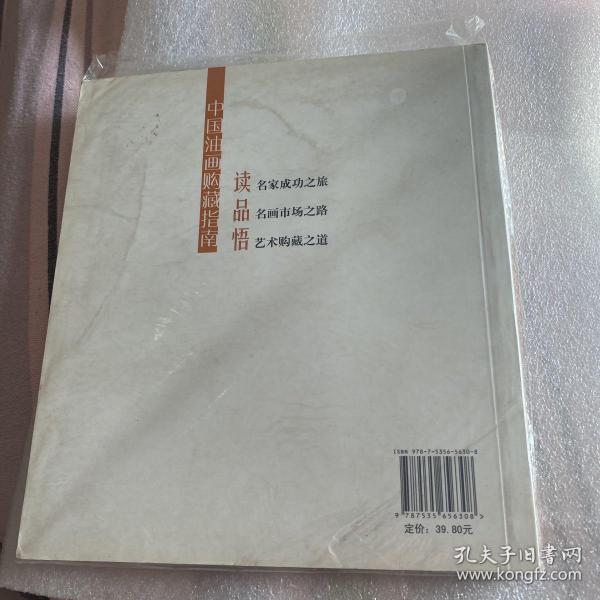 中国油画购藏指南
读 名家成功之旅
品 名画市场之路
悟 艺术购藏之道
ISBN 978-7-5356-5630-8
9 787535 656308 >
定价：39.80元
孔夫子旧书网
www.kongfz.com